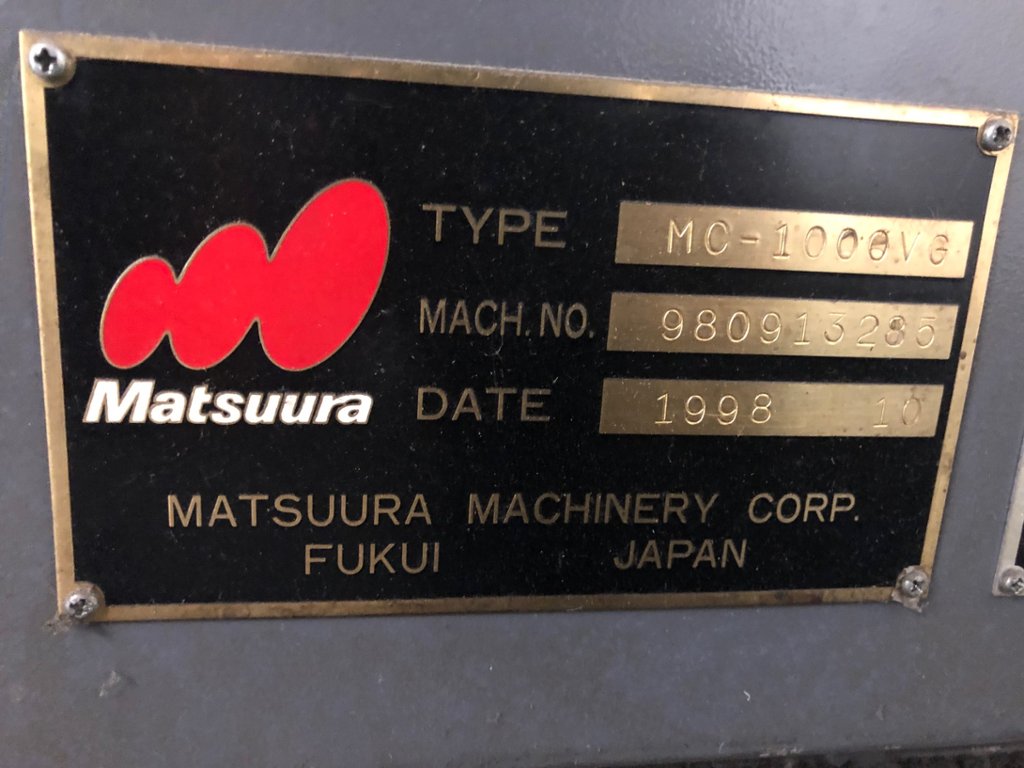 TYPE MC-1000VG
MACH. NO. 980913285
Matsuura
DATE 1998 10
MATSUURA MACHINERY CORP.
FUKUI JAPAN